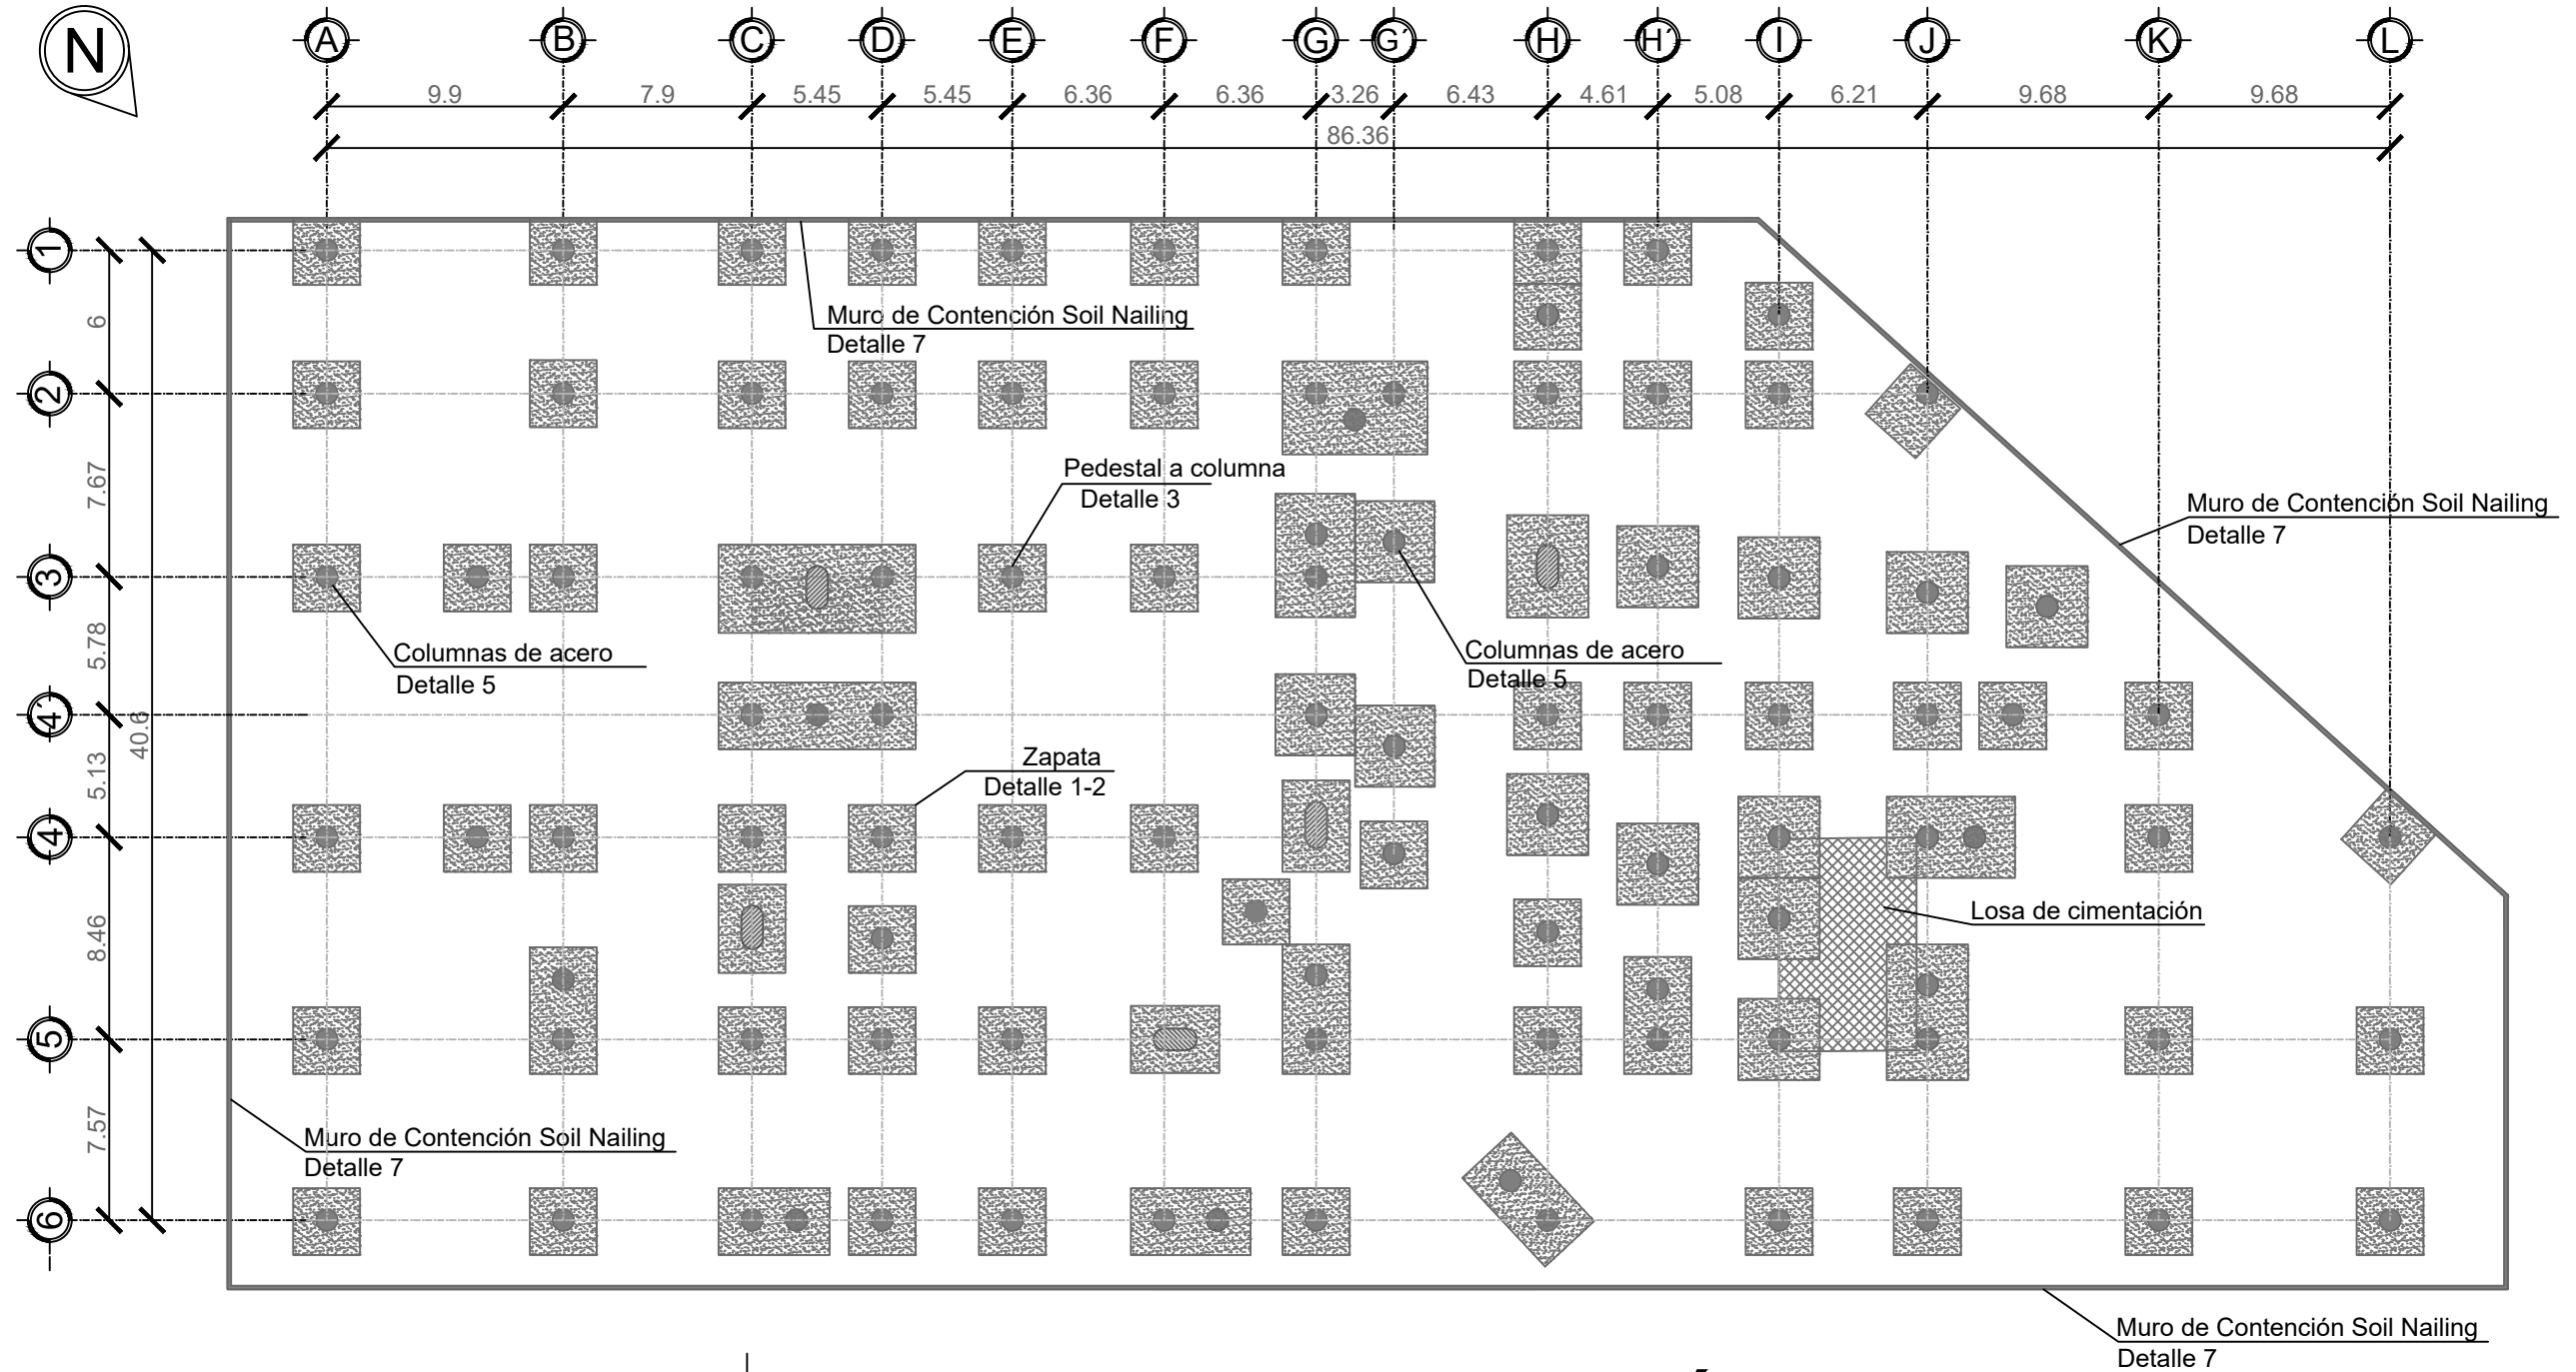 N
A B C D E F G G´ H H´ I J K L
9.9 7.9 5.45 5.45 6.36 6.36 3.26 6.43 4.61 5.08 6.21 9.68 9.68
86.36
1
6
Muro de Contención Soil Nailing
Detalle 7
2
7.67
Pedestal a columna
Detalle 3
Muro de Contención Soil Nailing
Detalle 7
3
5.78
Columnas de acero
Detalle 5
Columnas de acero
Detalle 5
4´
40.6
5.13
Zapata
Detalle 1-2
4
8.46
Losa de cimentación
5
7.57
Muro de Contención Soil Nailing
Detalle 7
6
Muro de Contención Soil Nailing
Detalle 7